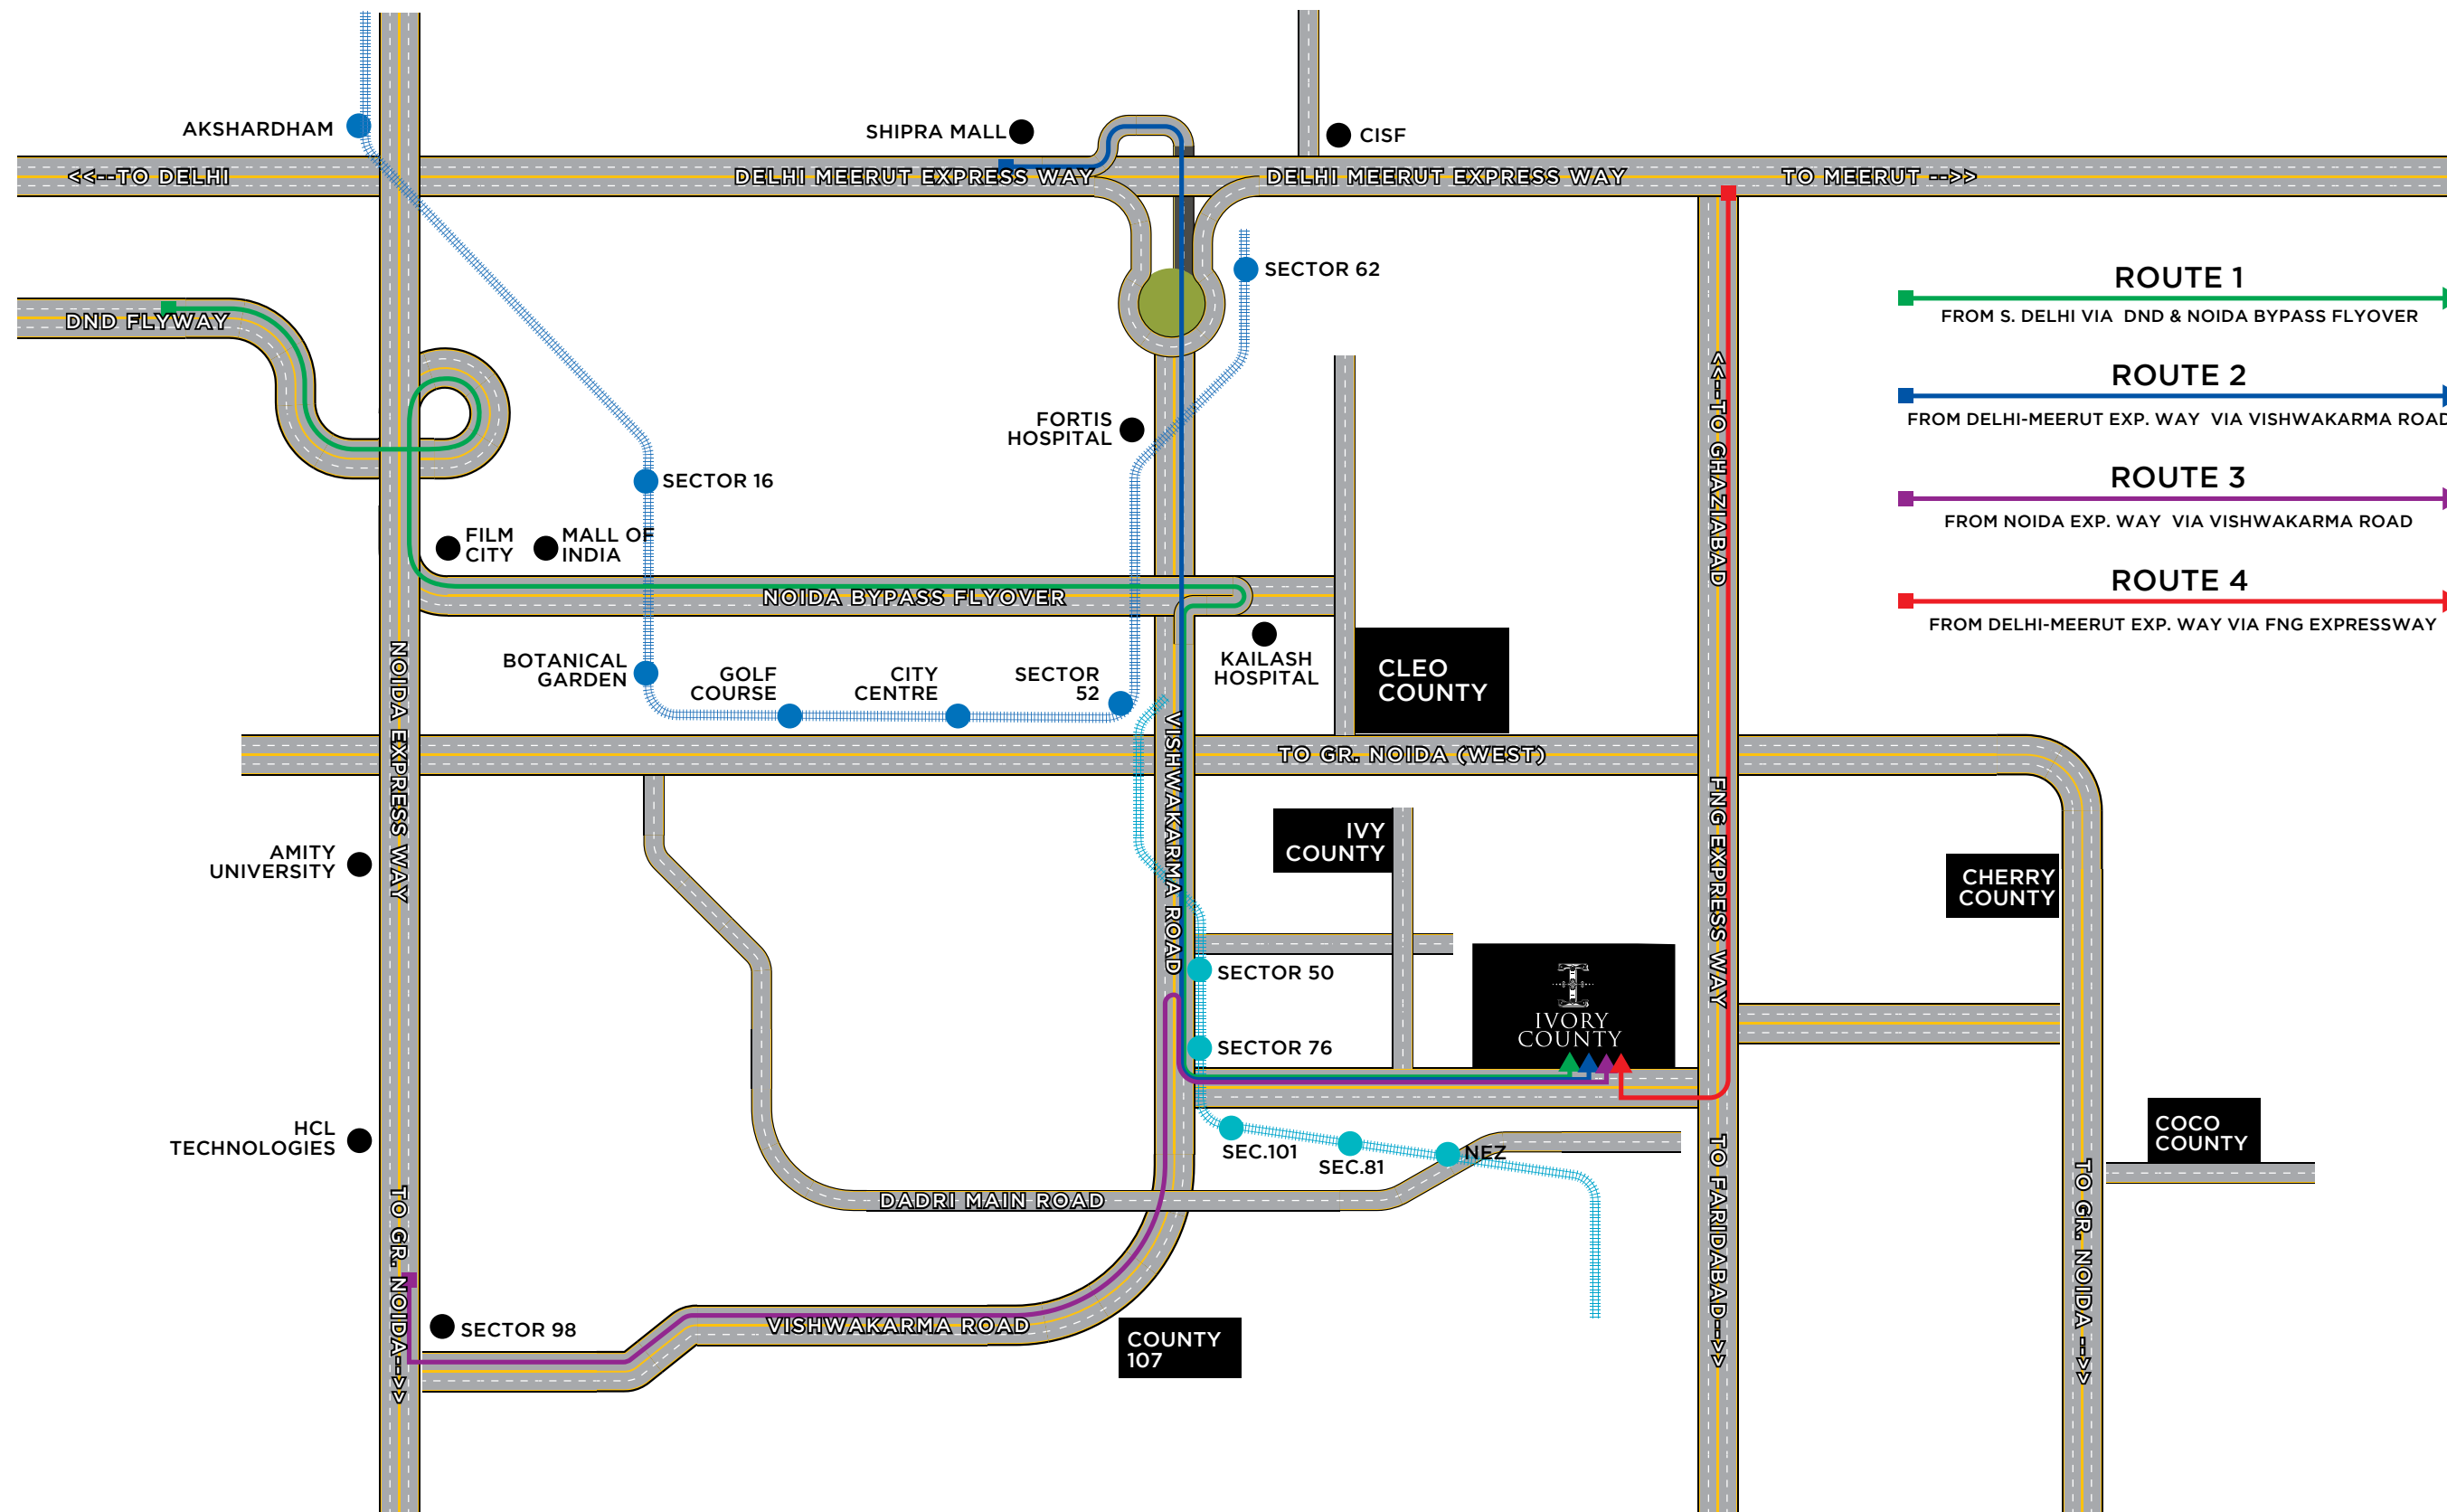 AKSHARDHAM
SHIPRA MALL
CISF
<<--TO DELHI
DELHI MEERUT EXPRESS WAY
DELHI MEERUT EXPRESS WAY
TO MEERUT -->>
SECTOR 62
ROUTE 1
FROM S. DELHI VIA DND & NOIDA BYPASS FLYOVER
DND FLYWAY
ROUTE 2
FROM DELHI-MEERUT EXP. WAY VIA VISHWAKARMA ROAD
<<--TO GHAZIABAD
FORTIS
HOSPITAL
SECTOR 16
ROUTE 3
FROM NOIDA EXP. WAY VIA VISHWAKARMA ROAD
FILM
CITY
MALL OF
INDIA
ROUTE 4
FROM DELHI-MEERUT EXP. WAY VIA FNG EXPRESSWAY
NOIDA BYPASS FLYOVER
NOIDA EXPRESS WAY
BOTANICAL
GARDEN
GOLF
COURSE
CITY
CENTRE
SECTOR
52
KAILASH
HOSPITAL
CLEO
COUNTY
VISHWAKARMA ROAD
TO GR. NOIDA (WEST)
FNG EXPRESS WAY
IVY
COUNTY
AMITY
UNIVERSITY
CHERRY
COUNTY
SECTOR 50
IVORY
COUNTY
SECTOR 76
HCL
TECHNOLOGIES
SEC.101
SEC.81
NEZ
COCO
COUNTY
TO GR. NOIDA-->>
DADRI MAIN ROAD
TO FARIDABAD-->>
TO GR. NOIDA -->>
SECTOR 98
VISHWAKARMA ROAD
COUNTY
107